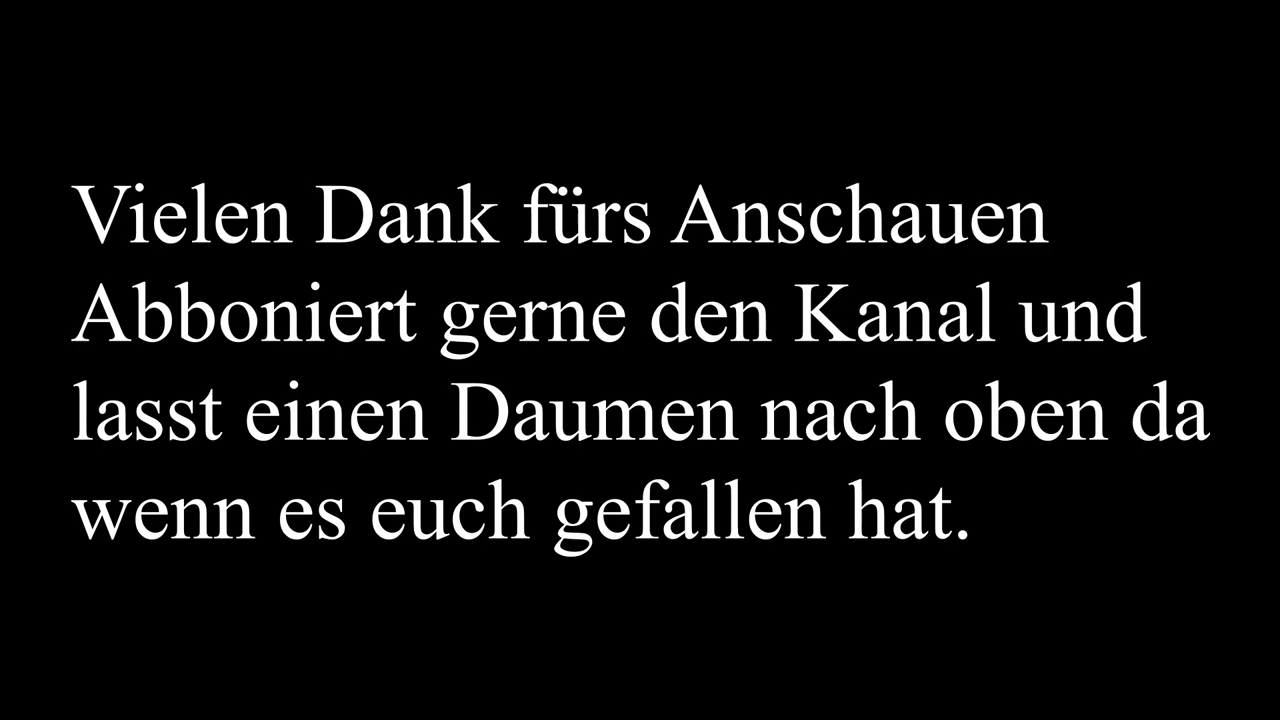 Vielen Dank fürs Anschauen
Abboniert gerne den Kanal und
lasst einen Daumen nach oben da
wenn es euch gefallen hat.